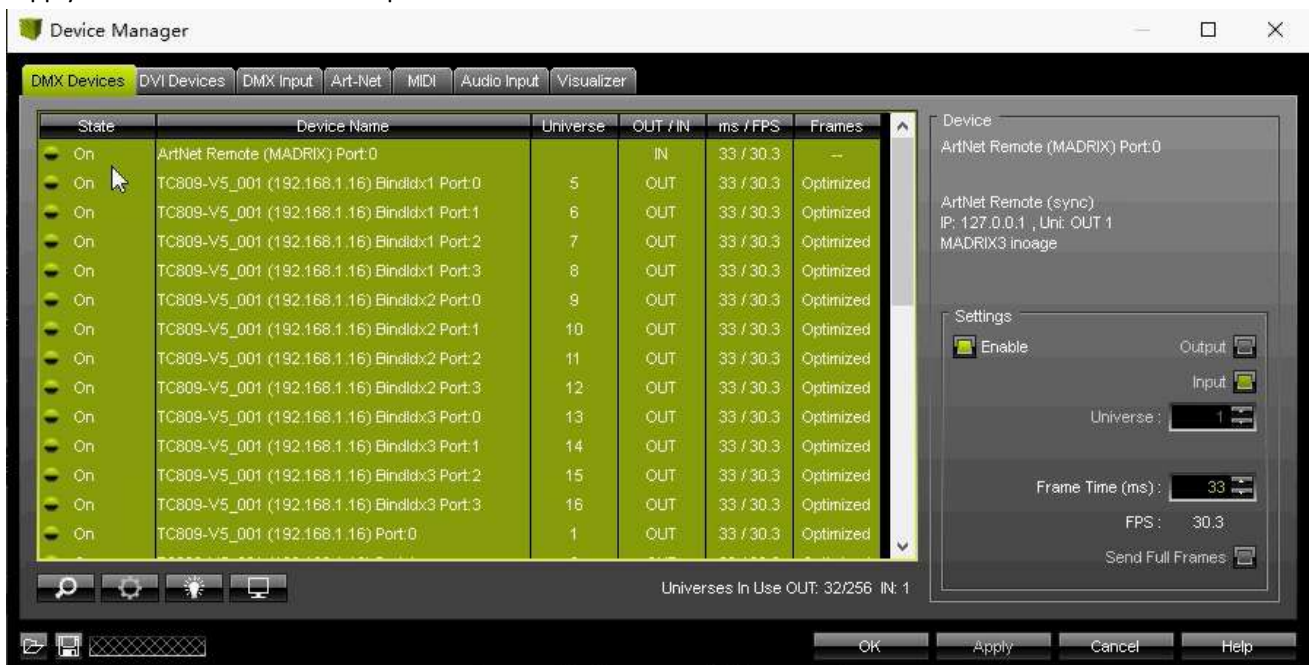 Device Manager
DMX Devices DVI Devices DMX Input Art-Net MIDI Audio Input Visualizer
State Device Name Universe OUT / IN ms / FPS Frames
On ArtNet Remote (MADRIX) Port:0 IN 33 / 30.3 --
On TC809-V5_001 (192.168.1.16) BindIdx1 Port:0 5 OUT 33 / 30.3 Optimized
On TC809-V5_001 (192.168.1.16) BindIdx1 Port:1 6 OUT 33 / 30.3 Optimized
On TC809-V5_001 (192.168.1.16) BindIdx1 Port:2 7 OUT 33 / 30.3 Optimized
On TC809-V5_001 (192.168.1.16) BindIdx1 Port:3 8 OUT 33 / 30.3 Optimized
On TC809-V5_001 (192.168.1.16) BindIdx2 Port:0 9 OUT 33 / 30.3 Optimized
On TC809-V5_001 (192.168.1.16) BindIdx2 Port:1 10 OUT 33 / 30.3 Optimized
On TC809-V5_001 (192.168.1.16) BindIdx2 Port:2 11 OUT 33 / 30.3 Optimized
On TC809-V5_001 (192.168.1.16) BindIdx2 Port:3 12 OUT 33 / 30.3 Optimized
On TC809-V5_001 (192.168.1.16) BindIdx3 Port:0 13 OUT 33 / 30.3 Optimized
On TC809-V5_001 (192.168.1.16) BindIdx3 Port:1 14 OUT 33 / 30.3 Optimized
On TC809-V5_001 (192.168.1.16) BindIdx3 Port:2 15 OUT 33 / 30.3 Optimized
On TC809-V5_001 (192.168.1.16) BindIdx3 Port:3 16 OUT 33 / 30.3 Optimized
On TC809-V5_001 (192.168.1.16) Port:0 1 OUT 33 / 30.3 Optimized
Universes In Use OUT: 32/256 IN: 1
Device
ArtNet Remote (MADRIX) Port:0
ArtNet Remote (sync)
IP: 127.0.0.1 , Uni: OUT 1
MADRIX3 inoage
Settings
Enable Output
Input
Universe : 1
Frame Time (ms) : 33
FPS : 30.3
Send Full Frames
OK Apply Cancel Help